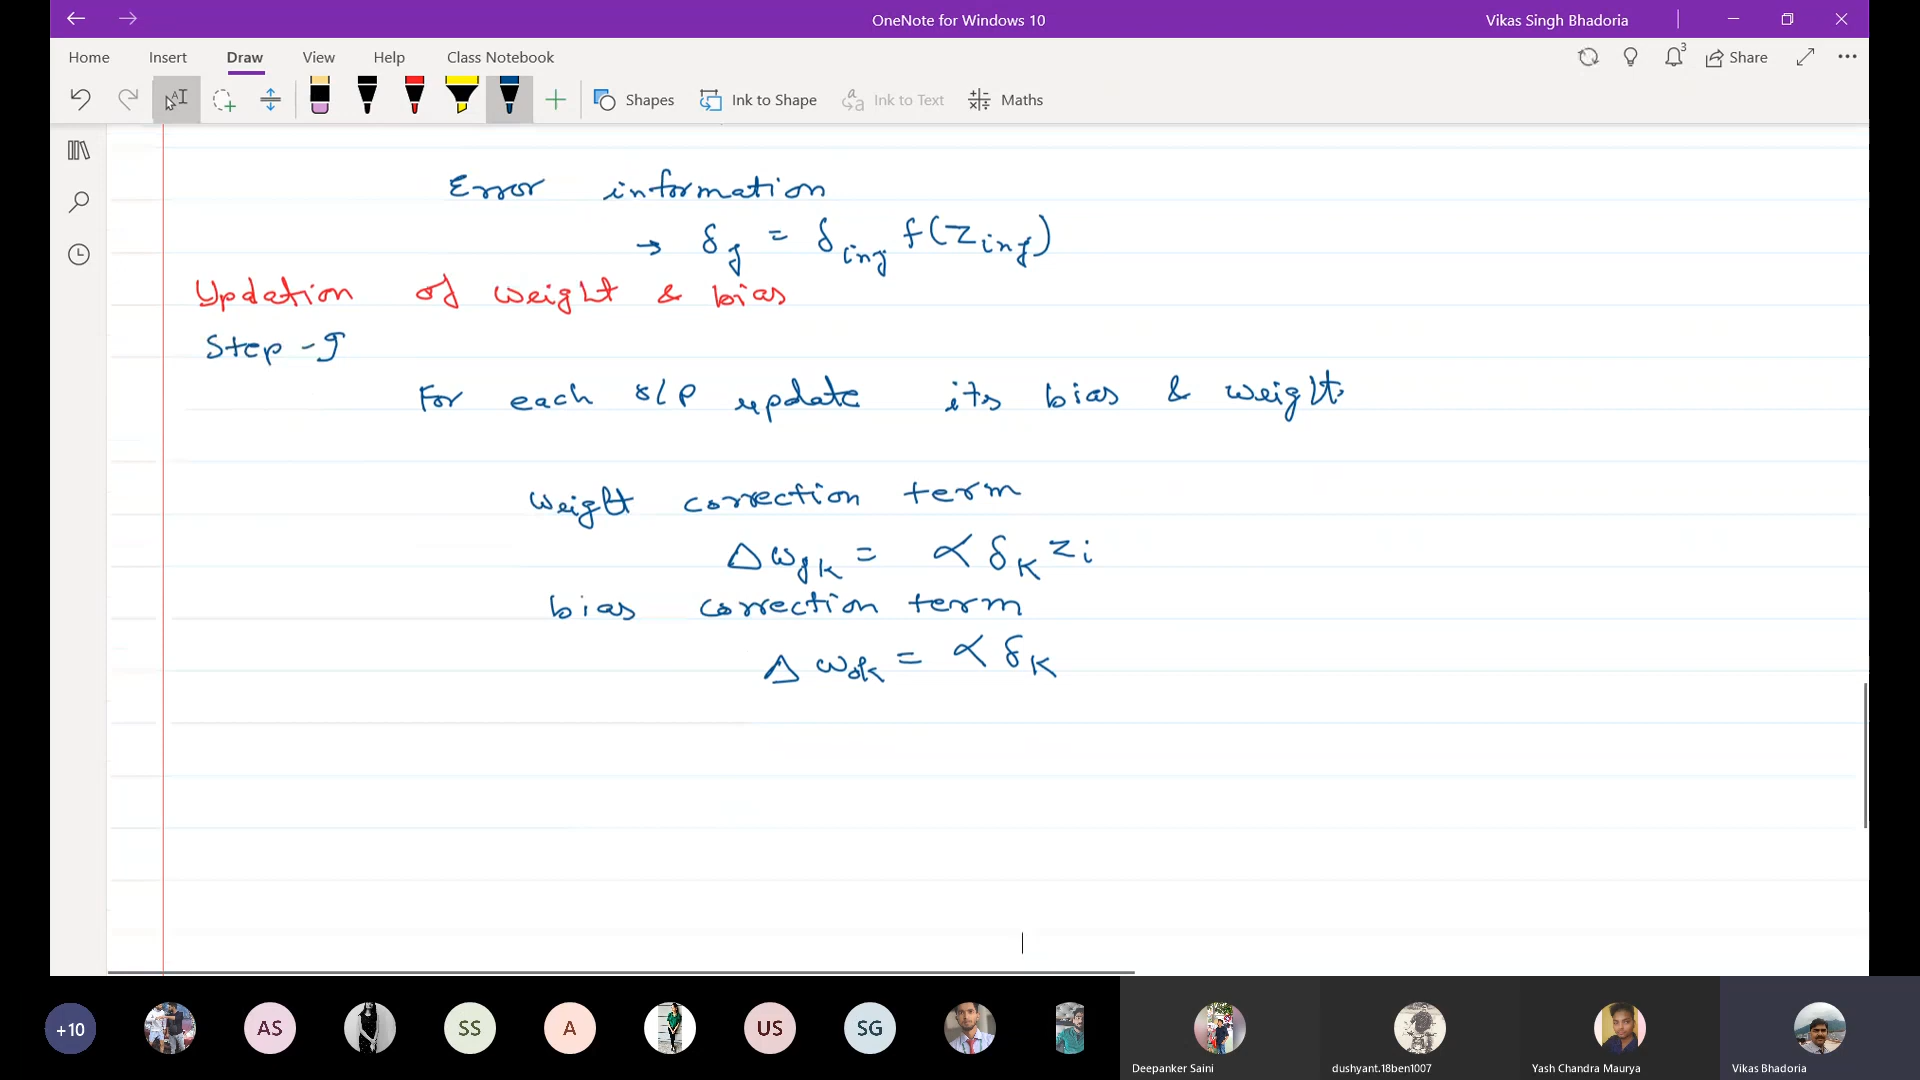 OneNote for Windows 10
Vikas Singh Bhadoria
Home Insert Draw View Help Class Notebook
3
Share
Shapes Ink to Shape Ink to Text Maths
Error information
→ δj = δinj f(zinj)
Updation of weight & bias
Step - 9
For each O/P update its bias & weight.
weight correction term
Δwjk = α δk zi
bias correction term
Δw0k = α δk
+10
AS
SS
A
US
SG
Deepanker Saini
dushyant.18ben1007
Yash Chandra Maurya
Vikas Bhadoria